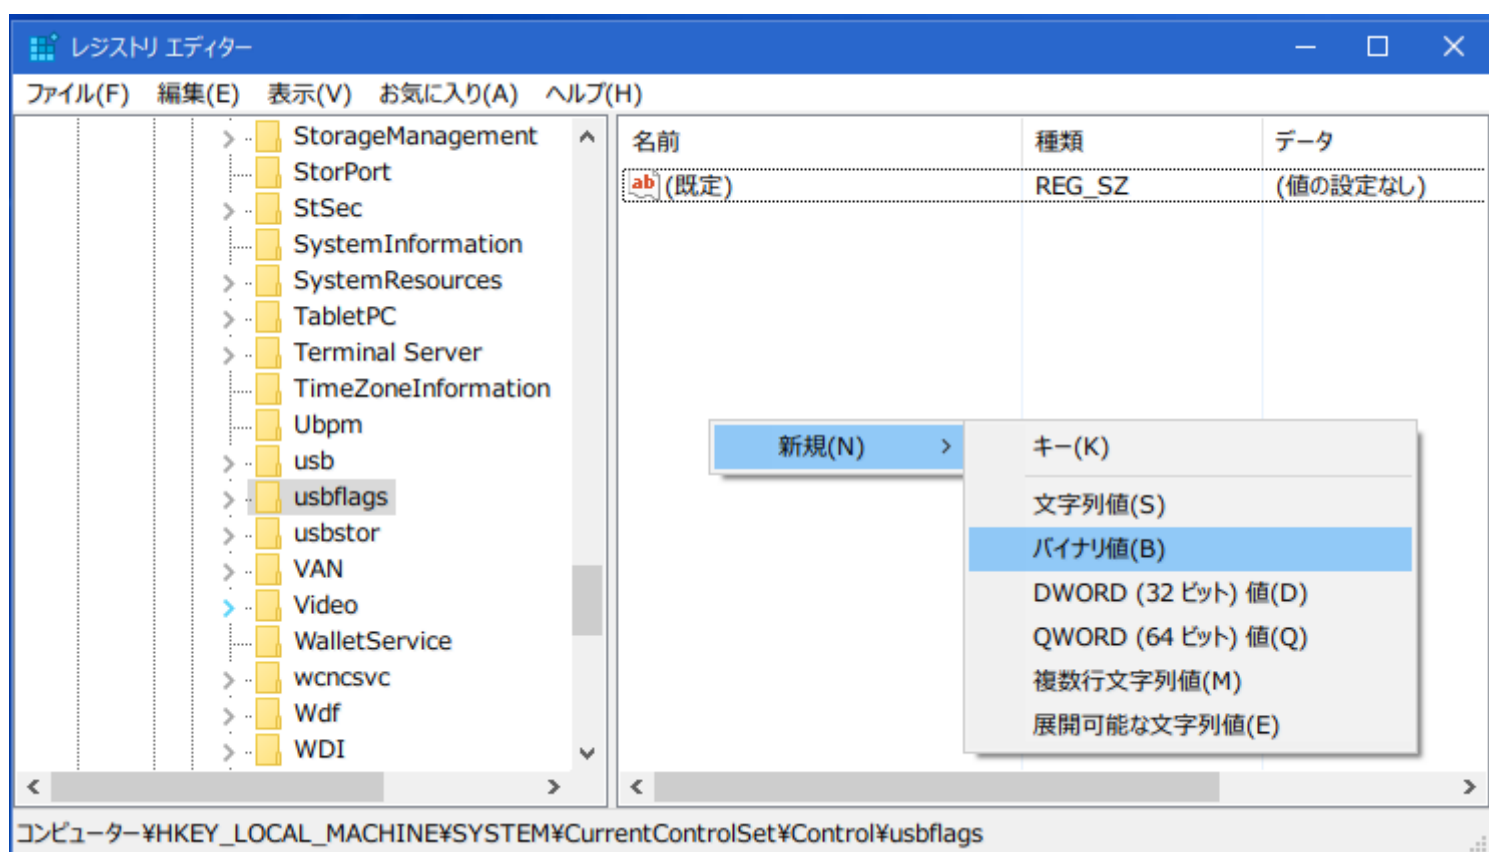 レジストリ エディター
ファイル(F) 編集(E) 表示(V) お気に入り(A) ヘルプ(H)
StorageManagement
StorPort
StSec
SystemInformation
SystemResources
TabletPC
Terminal Server
TimeZoneInformation
Ubpm
usb
usbflags
usbstor
VAN
Video
WalletService
wcncsvc
Wdf
WDI
名前 種類 データ
ab (既定) REG_SZ (値の設定なし)
新規(N)
キー(K)
文字列値(S)
バイナリ値(B)
DWORD (32 ビット) 値(D)
QWORD (64 ビット) 値(Q)
複数行文字列値(M)
展開可能な文字列値(E)
コンピューター¥HKEY_LOCAL_MACHINE¥SYSTEM¥CurrentControlSet¥Control¥usbflags